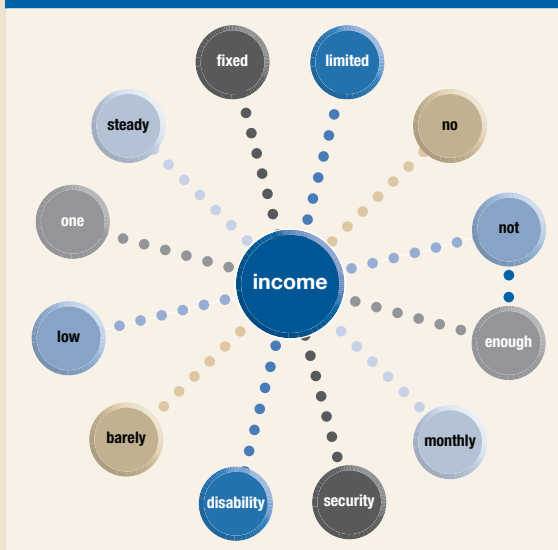 fixed
limited
steady
no
one
not
income
low
enough
barely
monthly
disability
security